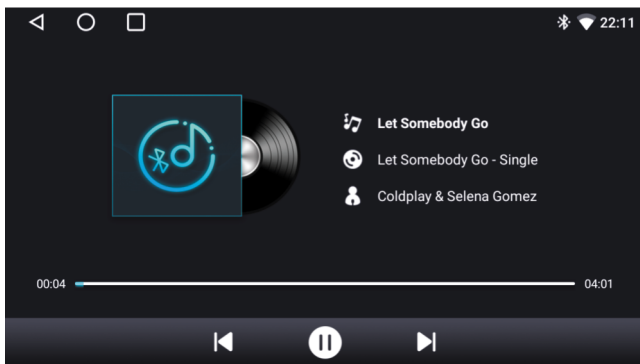 22:11
Let Somebody Go
Let Somebody Go - Single
Coldplay & Selena Gomez
00:04
04:01